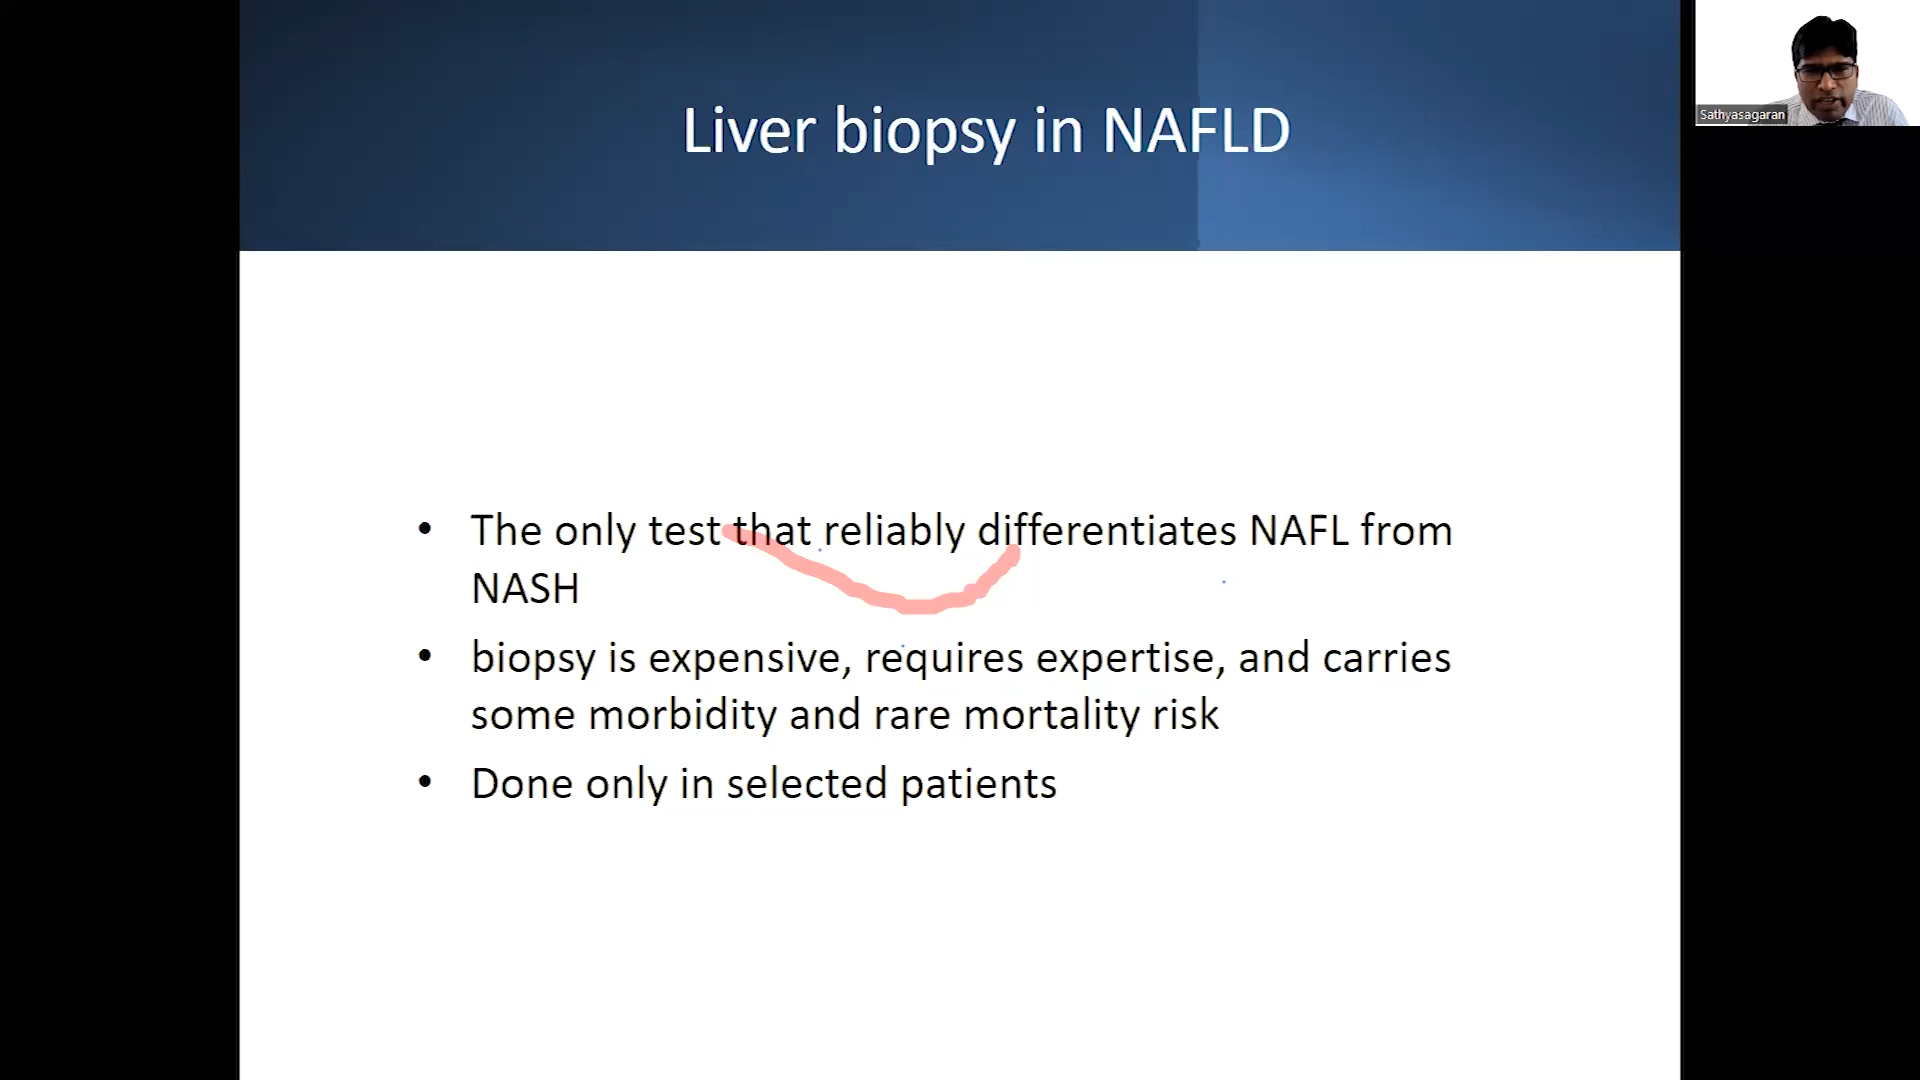 Liver biopsy in NAFLD
Sathyasagaran
• The only test that reliably differentiates NAFL from
NASH
• biopsy is expensive, requires expertise, and carries
some morbidity and rare mortality risk
• Done only in selected patients